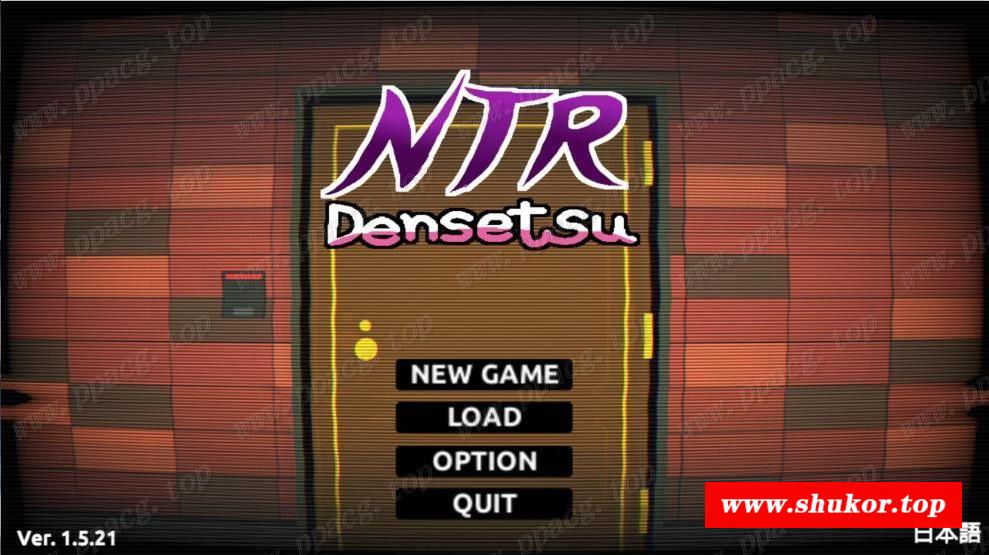 NTR
Densetsu
NEW GAME
LOAD
OPTION
QUIT
www.shukor.top
Ver. 1.5.21
日本語
www.ppacg.top